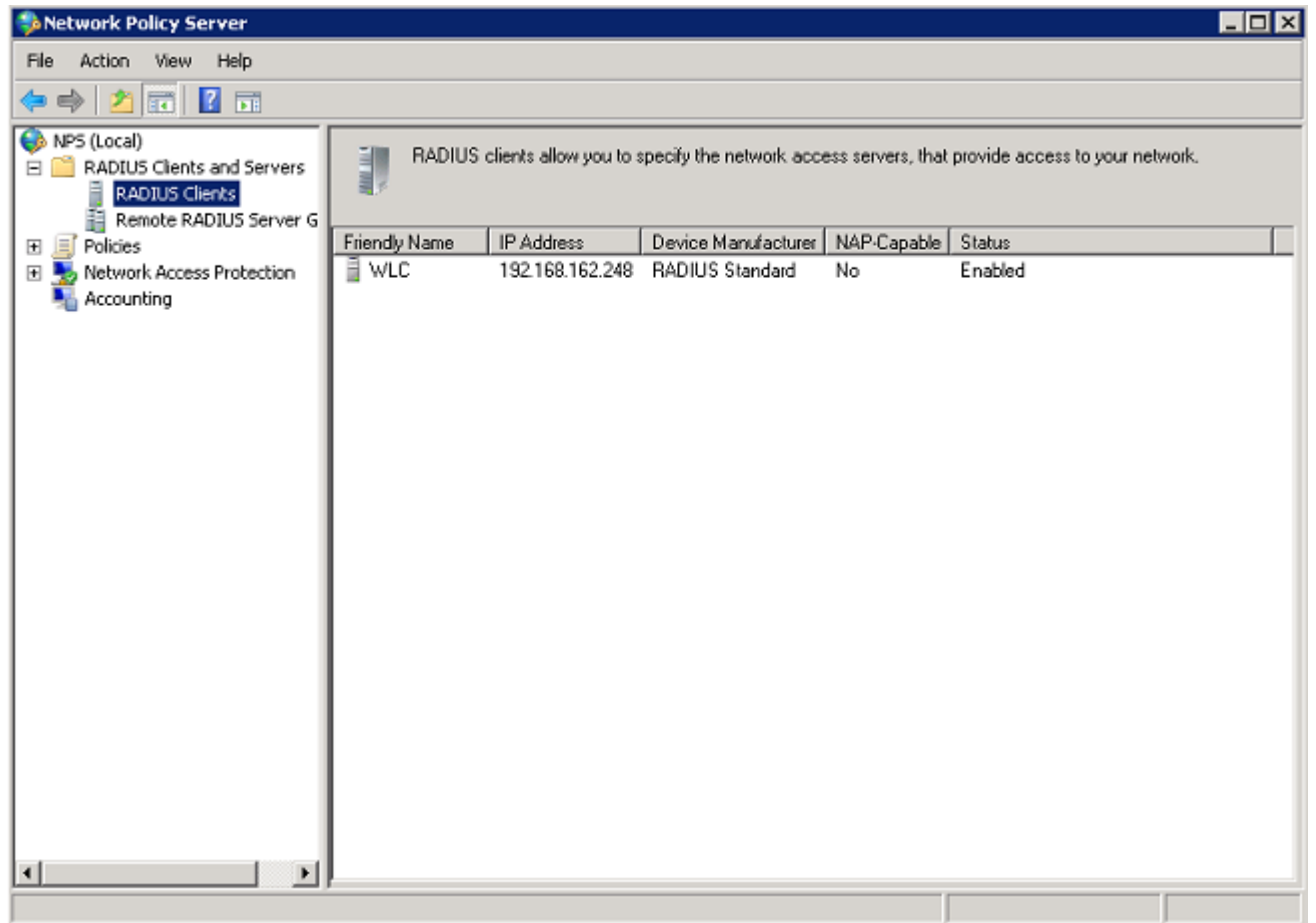 Network Policy Server
File Action View Help
NPS (Local)
RADIUS Clients and Servers
RADIUS Clients
Remote RADIUS Server G
Policies
Network Access Protection
Accounting
RADIUS clients allow you to specify the network access servers, that provide access to your network.
Friendly Name IP Address Device Manufacturer NAP-Capable Status
WLC 192.168.162.248 RADIUS Standard No Enabled